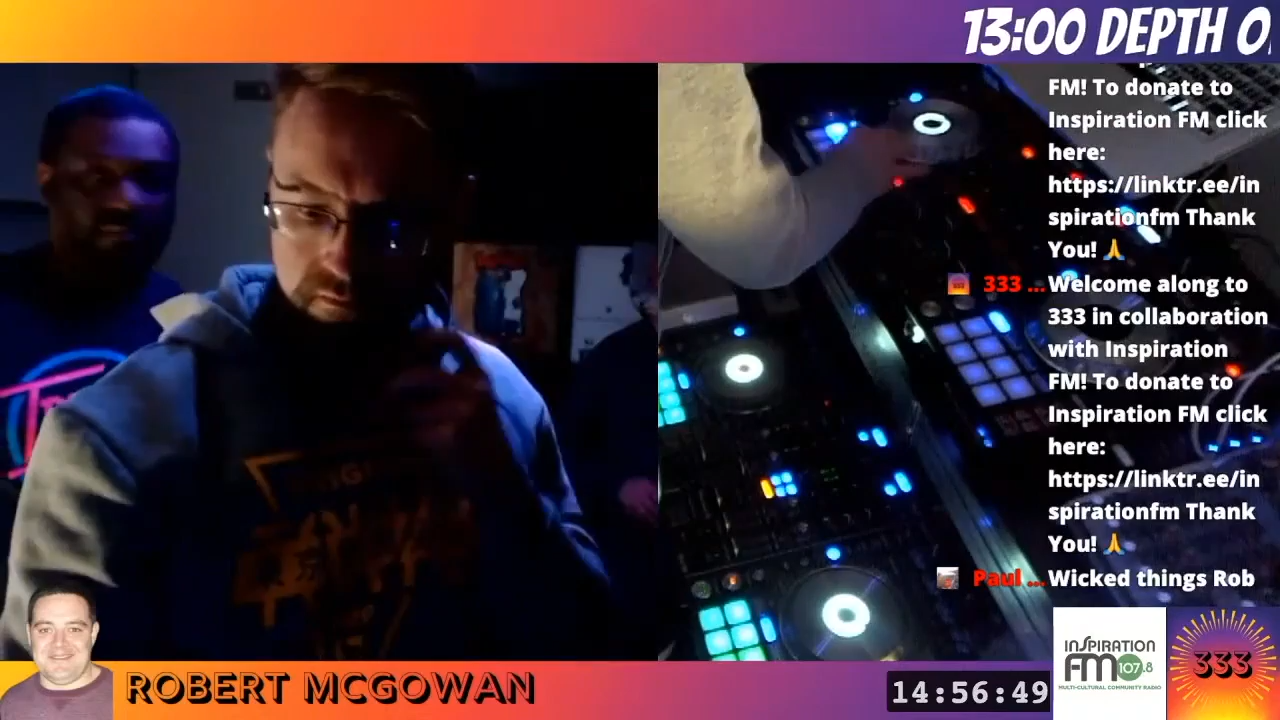 13:00 DEPTH O
FM! To donate to
Inspiration FM click
here:
https://linktr.ee/in
spirationfm Thank
You! 🙏
333 ... Welcome along to
333 in collaboration
with Inspiration
FM! To donate to
Inspiration FM click
here:
https://linktr.ee/in
spirationfm Thank
You! 🙏
Paul ... Wicked things Rob
INSPIRATION
FM 107.8
MULTI-CULTURAL COMMUNITY RADIO
333
ROBERT MCGOWAN
14:56:49